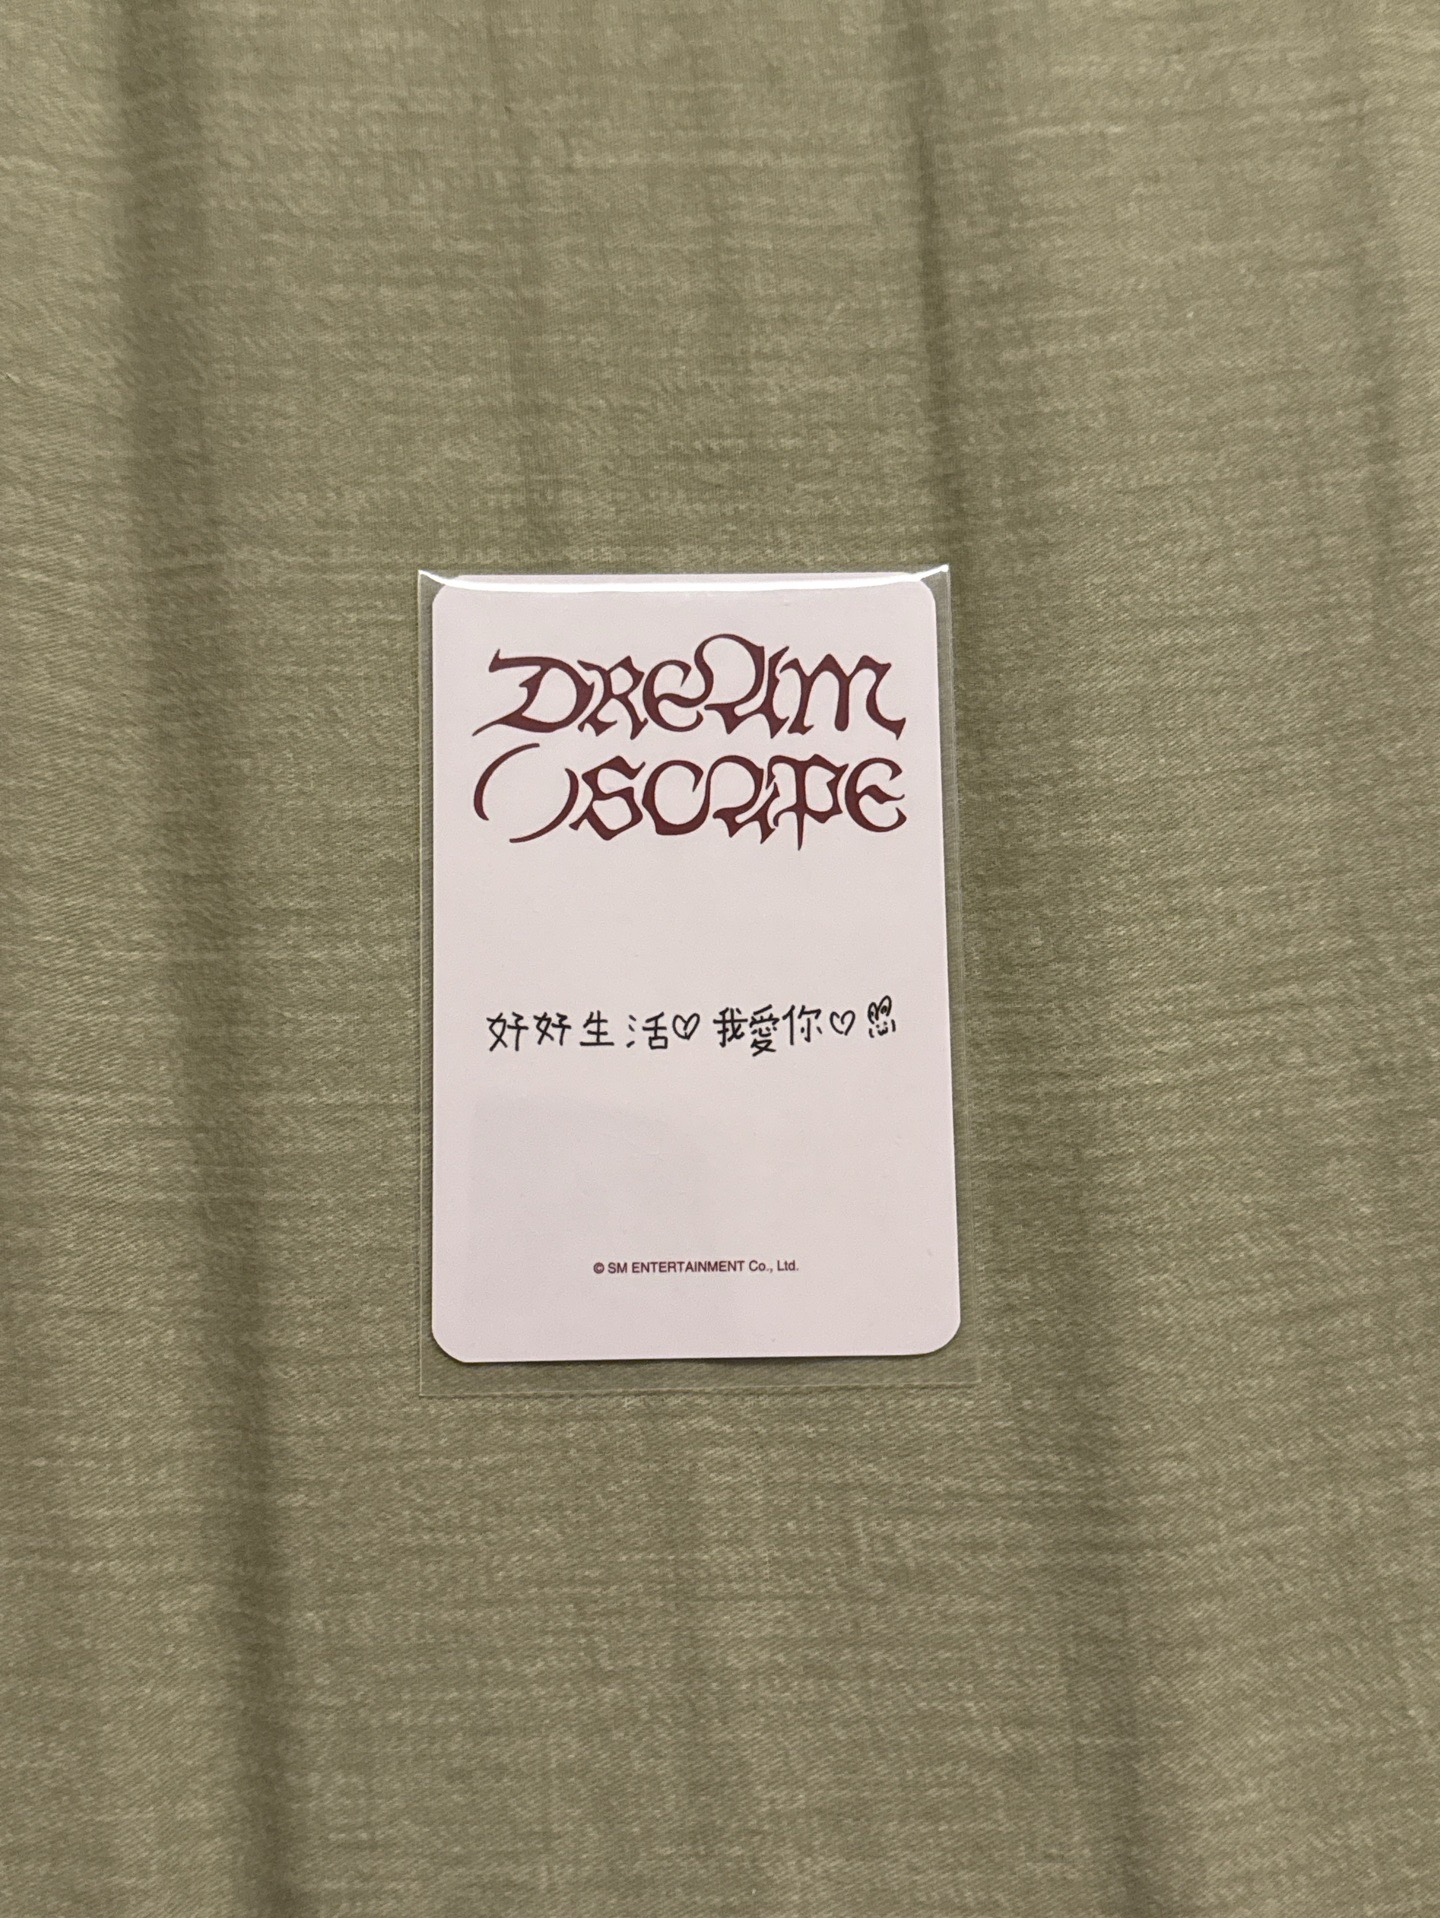 DREAM
()SCAPE
好好生活♡我愛你♡
© SM ENTERTAINMENT Co., Ltd.